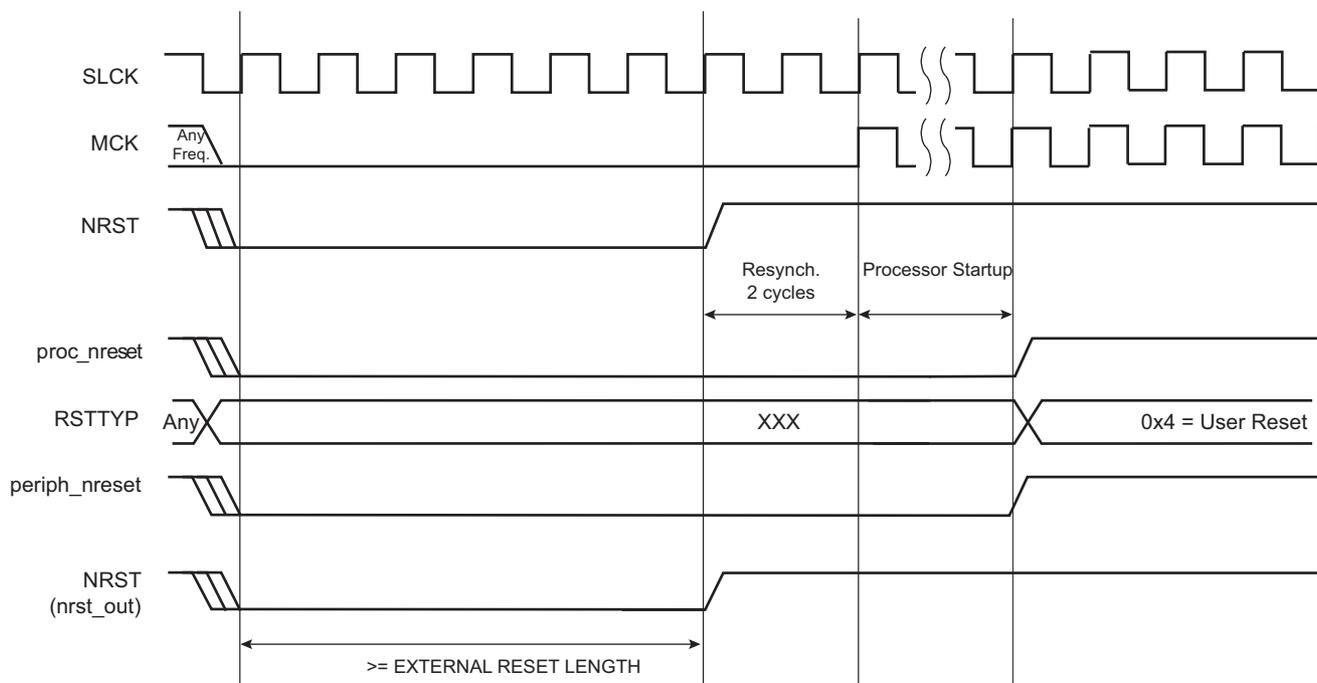 SLCK
MCK
Any
Freq.
NRST
Resynch.
2 cycles
Processor Startup
proc_nreset
RSTTYP
Any
XXX
0x4 = User Reset
periph_nreset
NRST
(nrst_out)
>= EXTERNAL RESET LENGTH